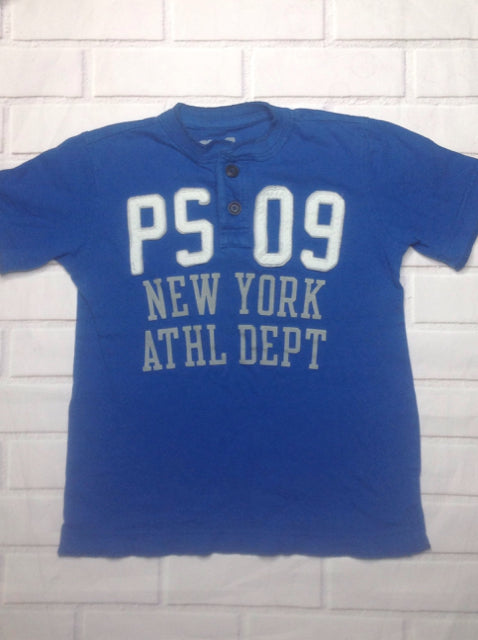 PS 09
NEW YORK
ATHL DEPT